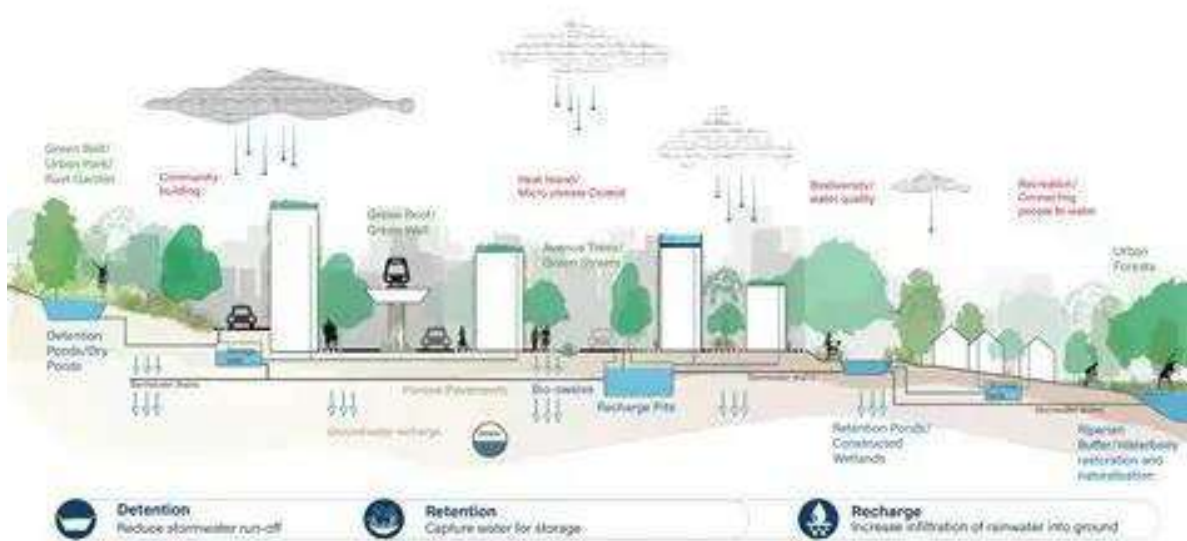 Green Belt/
Urban Park/
Community
building
Heat Island/
Micro climate Control
Biodiversity/
water quality
Recreation/
Connecting
people to water
Green Roof/
Green Wall
Avenue Trees/
Green Streets
Urban
Forests
Detention
Ponds/Dry
Ponds
Porous Pavements
Bio-swales
Recharge Pits
Groundwater recharge
Retention Ponds/
Constructed
Wetlands
Riparian
Buffer/Waterbody
restoration and
naturalisation
Detention
Reduce stormwater run-off
Retention
Capture water for storage
Recharge
Increase infiltration of rainwater into ground